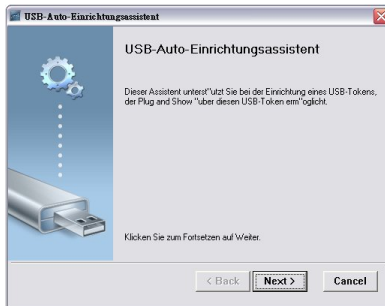 USB-Auto-Einrichtungsassistent
USB-Auto-Einrichtungsassistent
Dieser Assistent unterst"utzt Sie bei der Einrichtung eines USB-Tokens,
der Plug and Show "uber diesen USB-Token erm"oglicht.
Klicken Sie zum Fortsetzen auf Weiter.
< Back
Next >
Cancel